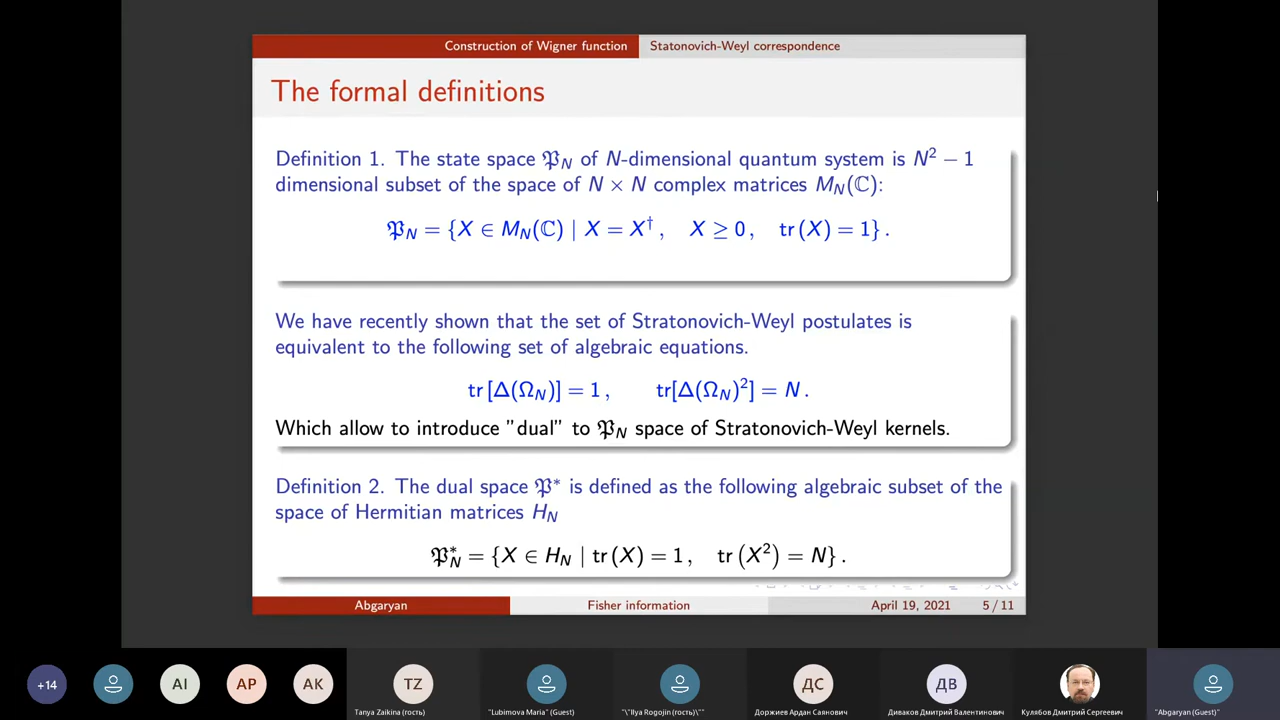 Construction of Wigner function Statonovich-Weyl correspondence
The formal definitions
Definition 1. The state space 𝔓_N of N-dimensional quantum system is N² − 1
dimensional subset of the space of N × N complex matrices M_N(ℂ):
𝔓_N = {X ∈ M_N(ℂ) | X = X†, X ≥ 0, tr(X) = 1}.
We have recently shown that the set of Stratonovich-Weyl postulates is
equivalent to the following set of algebraic equations.
tr[Δ(Ω_N)] = 1, tr[Δ(Ω_N)²] = N.
Which allow to introduce "dual" to 𝔓_N space of Stratonovich-Weyl kernels.
Definition 2. The dual space 𝔓* is defined as the following algebraic subset of the
space of Hermitian matrices H_N
𝔓*_N = {X ∈ H_N | tr(X) = 1, tr(X²) = N}.
Abgaryan Fisher information April 19, 2021 5 / 11
+14 AI AP AK TZ ДС ДВ
Tanya Zaikina (гость) "Lubimova Maria" (Guest) "\"Ilya Rogojin (гость)\"" Доржиев Ардан Саянович Диваков Дмитрий Валентинович Кулябов Дмитрий Сергеевич "Abgaryan (Guest)"